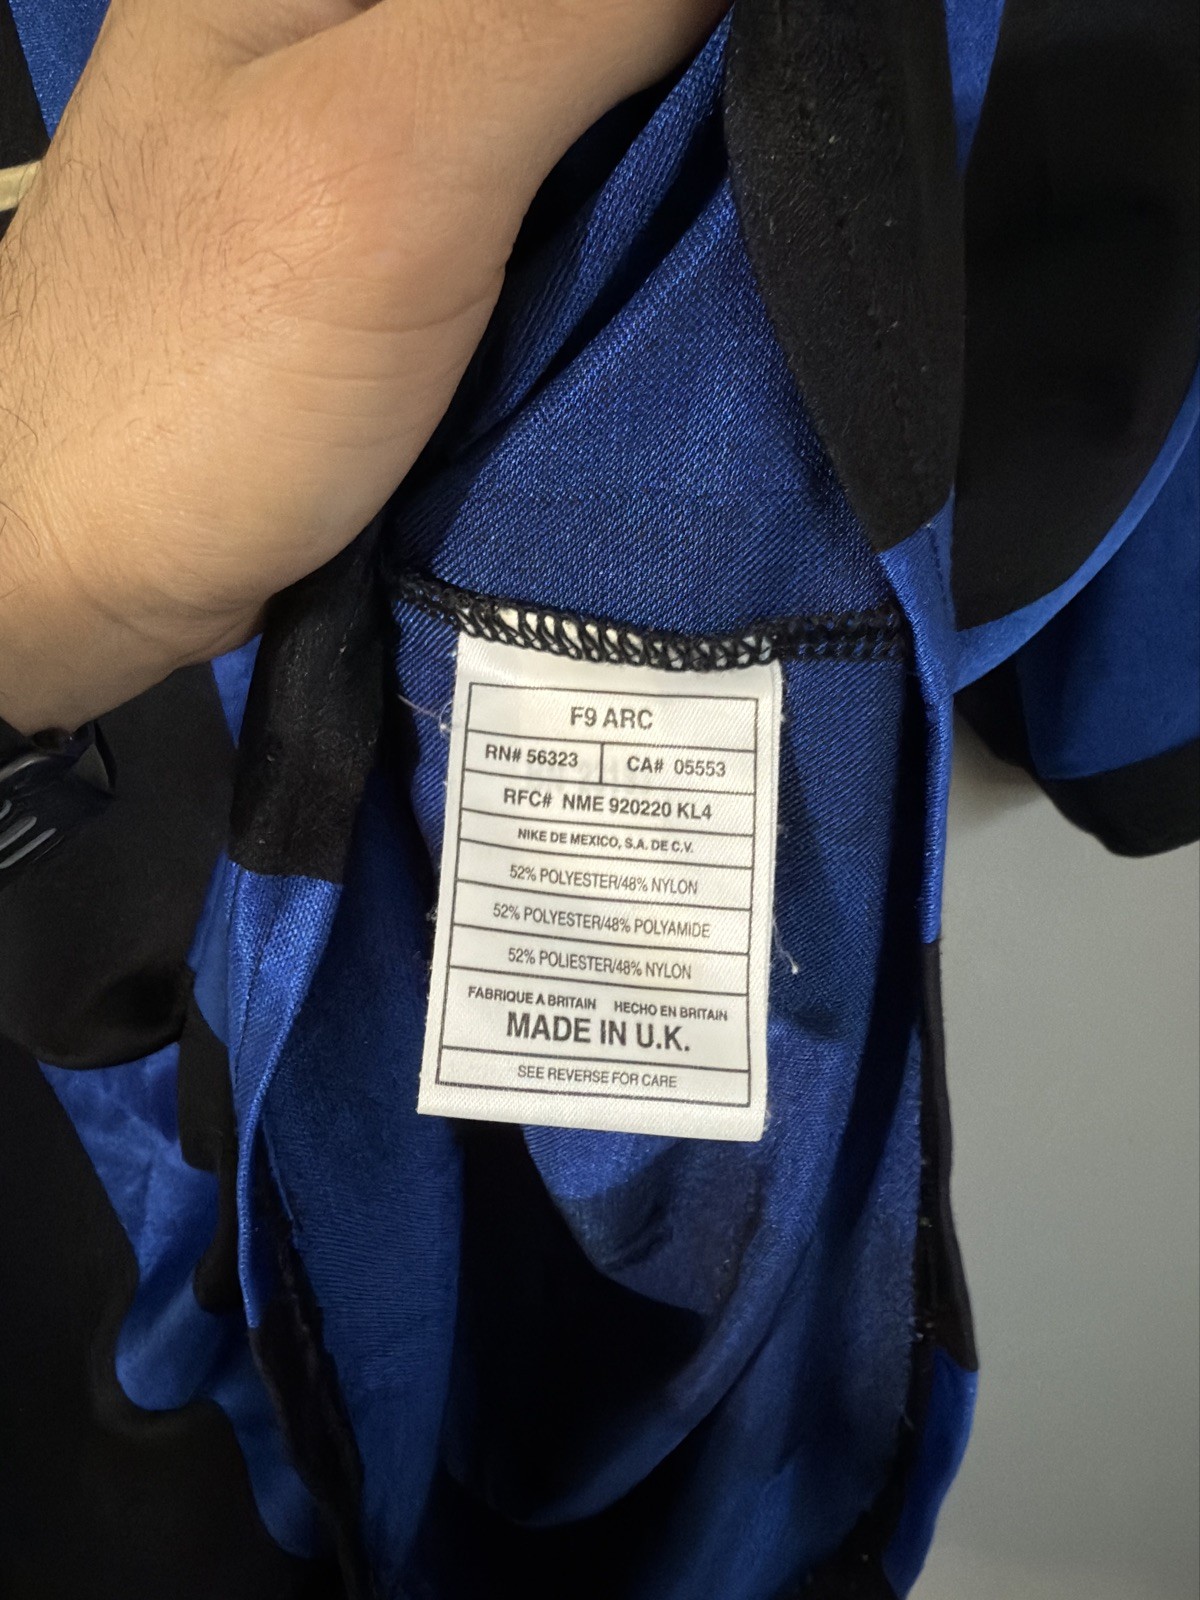 F9 ARC
RN# 56323 CA# 05553
RFC# NME 920220 KL4
NIKE DE MEXICO, S.A. DE C.V.
52% POLYESTER/48% NYLON
52% POLYESTER/48% POLYAMIDE
52% POLIESTER/48% NYLON
FABRIQUE A BRITAIN HECHO EN BRITAIN
MADE IN U.K.
SEE REVERSE FOR CARE